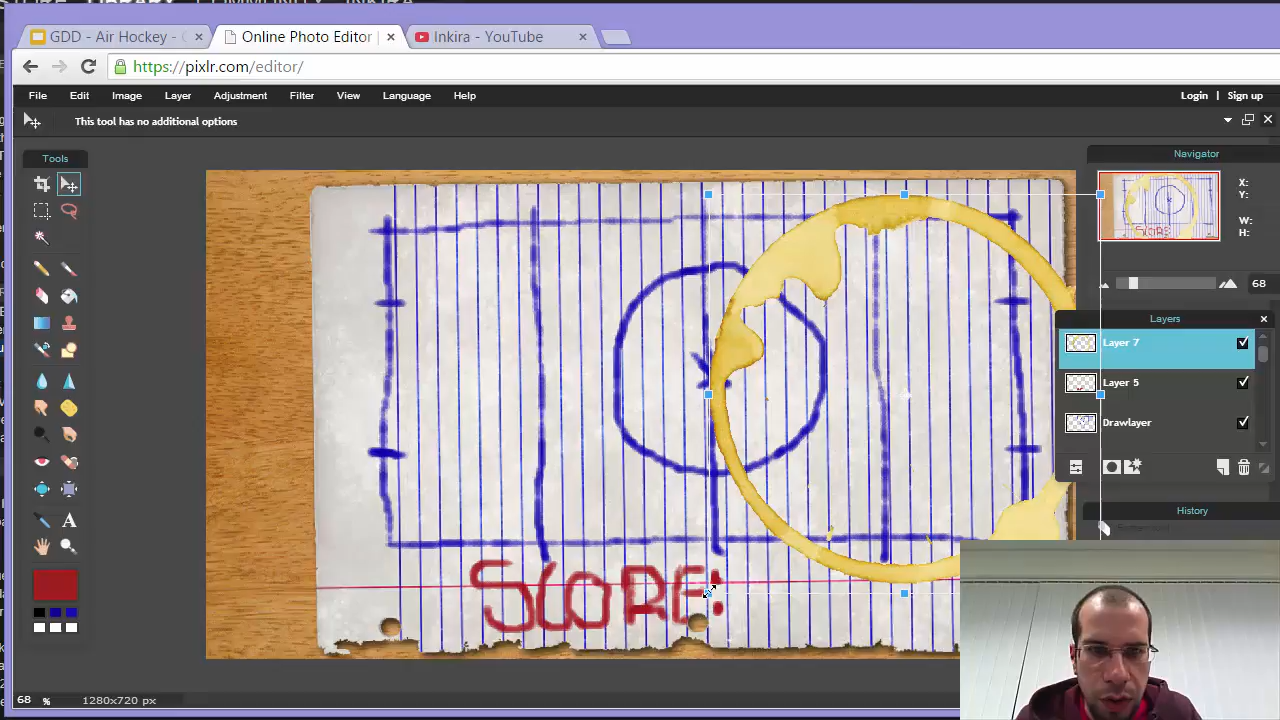 GDD - Air Hockey -
Online Photo Editor
Inkira - YouTube
https://pixlr.com/editor/
File Edit Image Layer Adjustment Filter View Language Help
Login | Sign up
This tool has no additional options
Tools
Navigator
X:
Y:
W:
H:
68
Layers
Layer 7
Layer 5
Drawlayer
History
SCORE:
68 % 1280x720 px